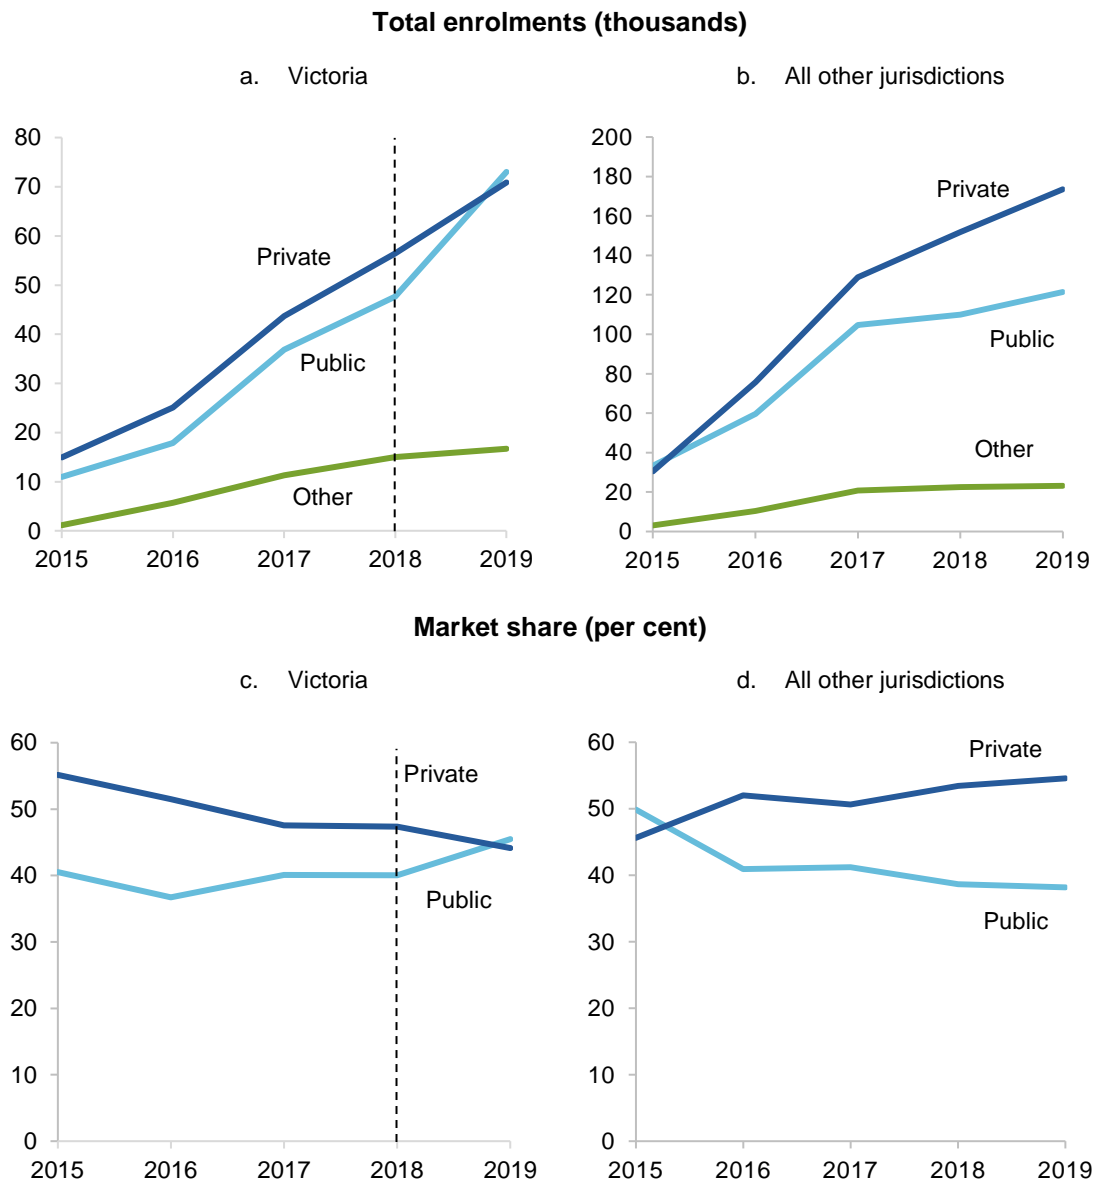 Total enrolments (thousands)
a. Victoria
b. All other jurisdictions
80
70
60
50
40
30
20
10
0
Private
Public
Other
2015 2016 2017 2018 2019
200
180
160
140
120
100
80
60
40
20
0
Private
Public
Other
2015 2016 2017 2018 2019
Market share (per cent)
c. Victoria
d. All other jurisdictions
60
50
40
30
20
10
0
Private
Public
2015 2016 2017 2018 2019
60
50
40
30
20
10
0
Private
Public
2015 2016 2017 2018 2019